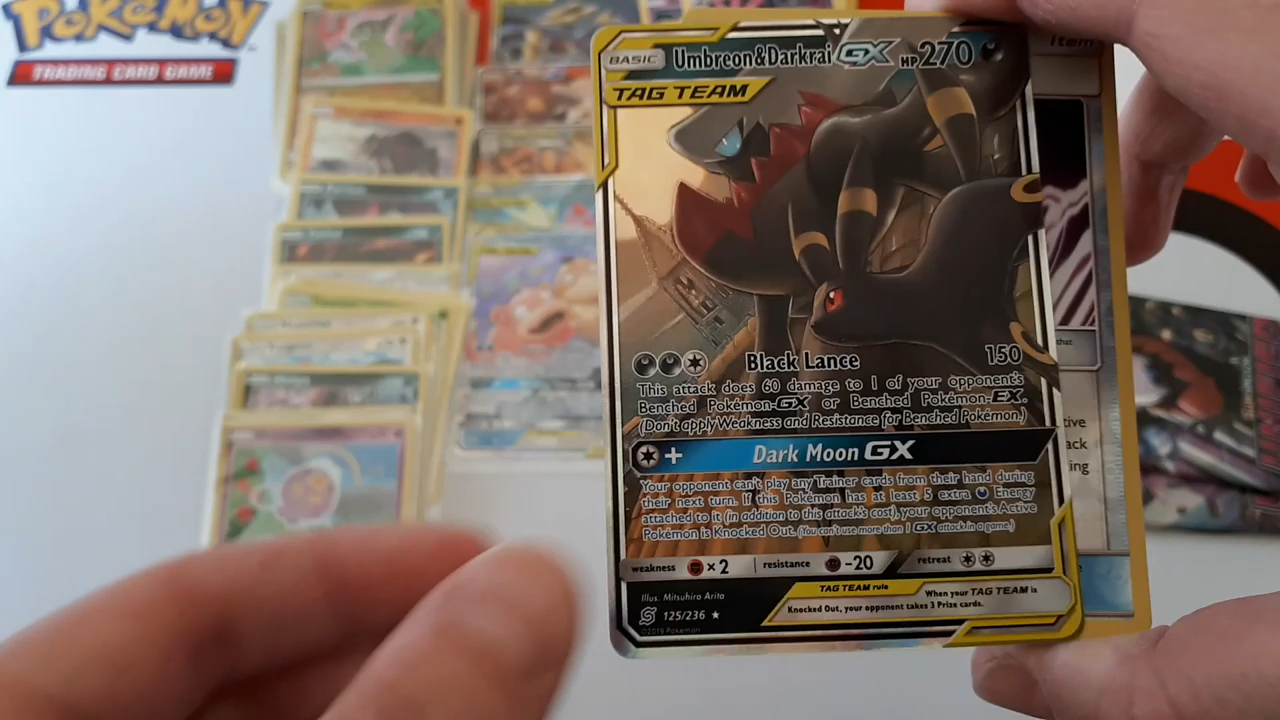 POKéMON
TRADING CARD GAME
BASIC Umbreon&Darkrai GX HP270
TAG TEAM
Item
Black Lance 150
This attack does 60 damage to 1 of your opponent's
Benched Pokémon-GX or Benched Pokémon-EX.
(Don't apply Weakness and Resistance for Benched Pokémon.)
+ Dark Moon GX
Your opponent can't play any Trainer cards from their hand during
their next turn. If this Pokémon has at least 5 extra Energy
attached to it (in addition to this attack's cost), your opponent's Active
Pokémon is Knocked Out. (You can't use more than 1 GX attack in a game.)
that
tive
ack
ing
weakness ×2 resistance -20 retreat
TAG TEAM rule When your TAG TEAM is
Knocked Out, your opponent takes 3 Prize cards.
Illus. Mitsuhiro Arita
125/236 ★
©2019 Pokémon